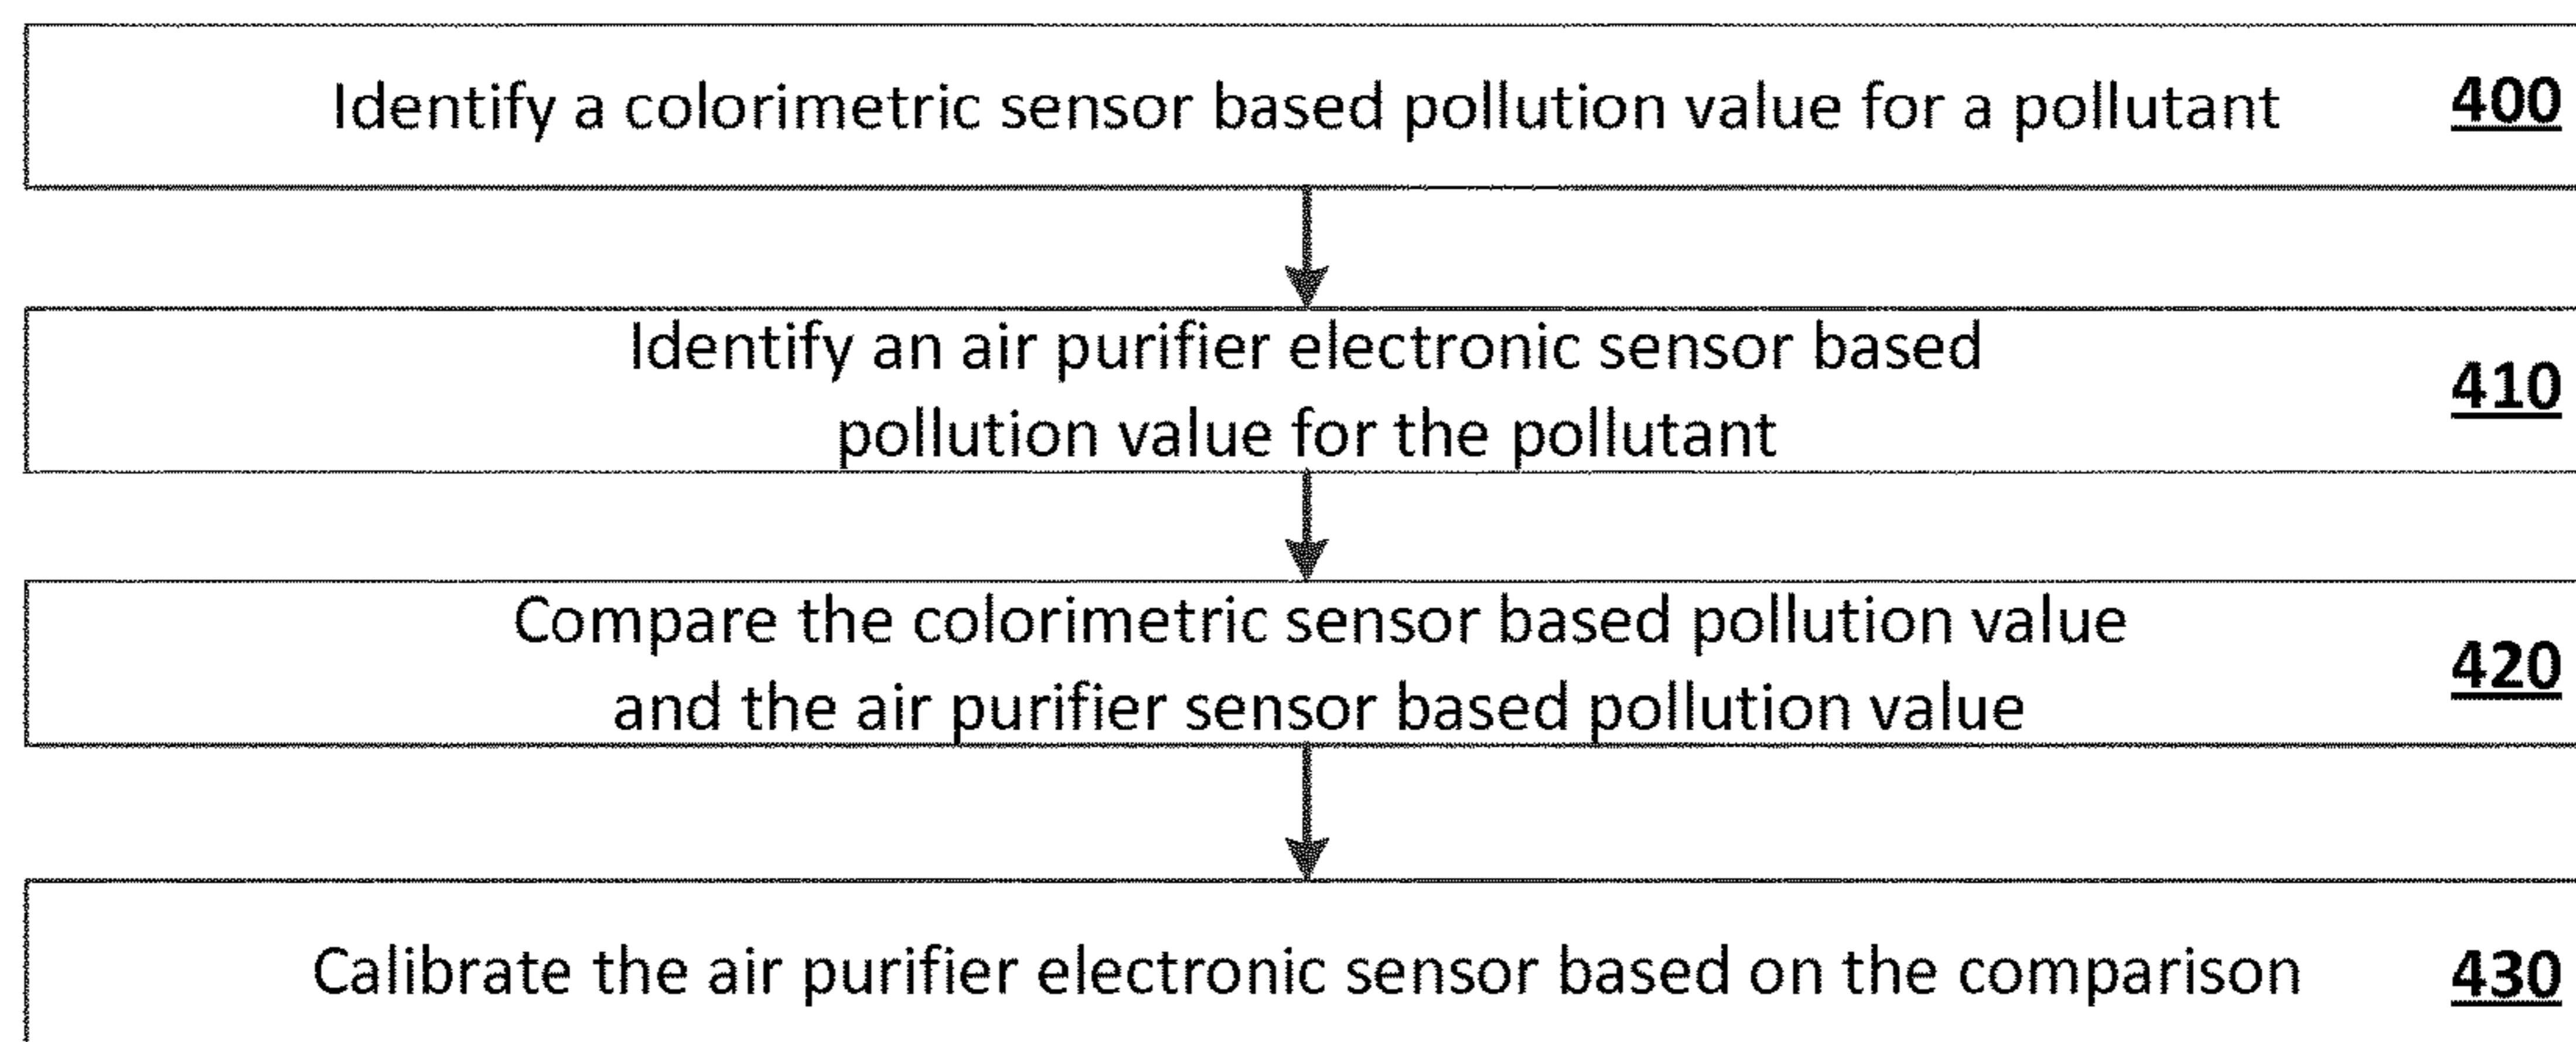 Identify a colorimetric sensor based pollution value for a pollutant 400
Identify an air purifier electronic sensor based
410
pollution value for the pollutant
Compare the colorimetric sensor based pollution value
420
and the air purifier sensor based pollution value
Calibrate the air purifier electronic sensor based on the comparison 430